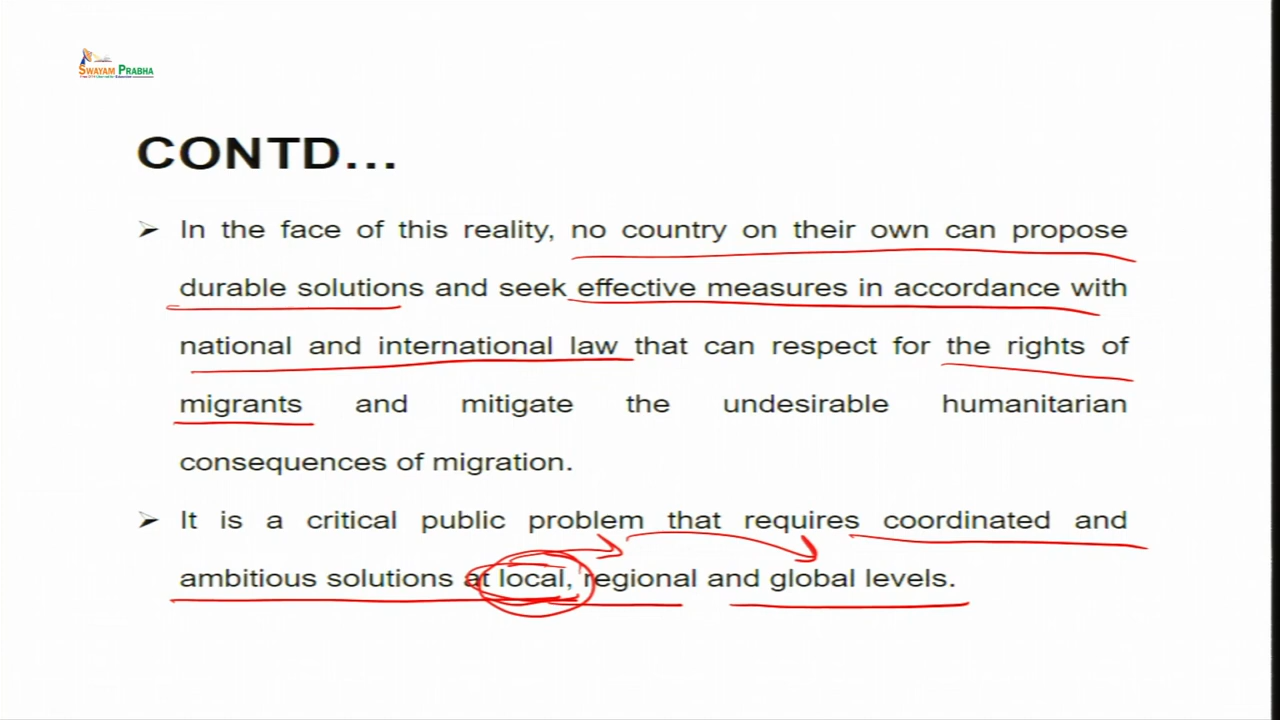 SWAYAM PRABHA
CONTD...
➢ In the face of this reality, no country on their own can propose
durable solutions and seek effective measures in accordance with
national and international law that can respect for the rights of
migrants and mitigate the undesirable humanitarian
consequences of migration.
➢ It is a critical public problem that requires coordinated and
ambitious solutions at local, regional and global levels.